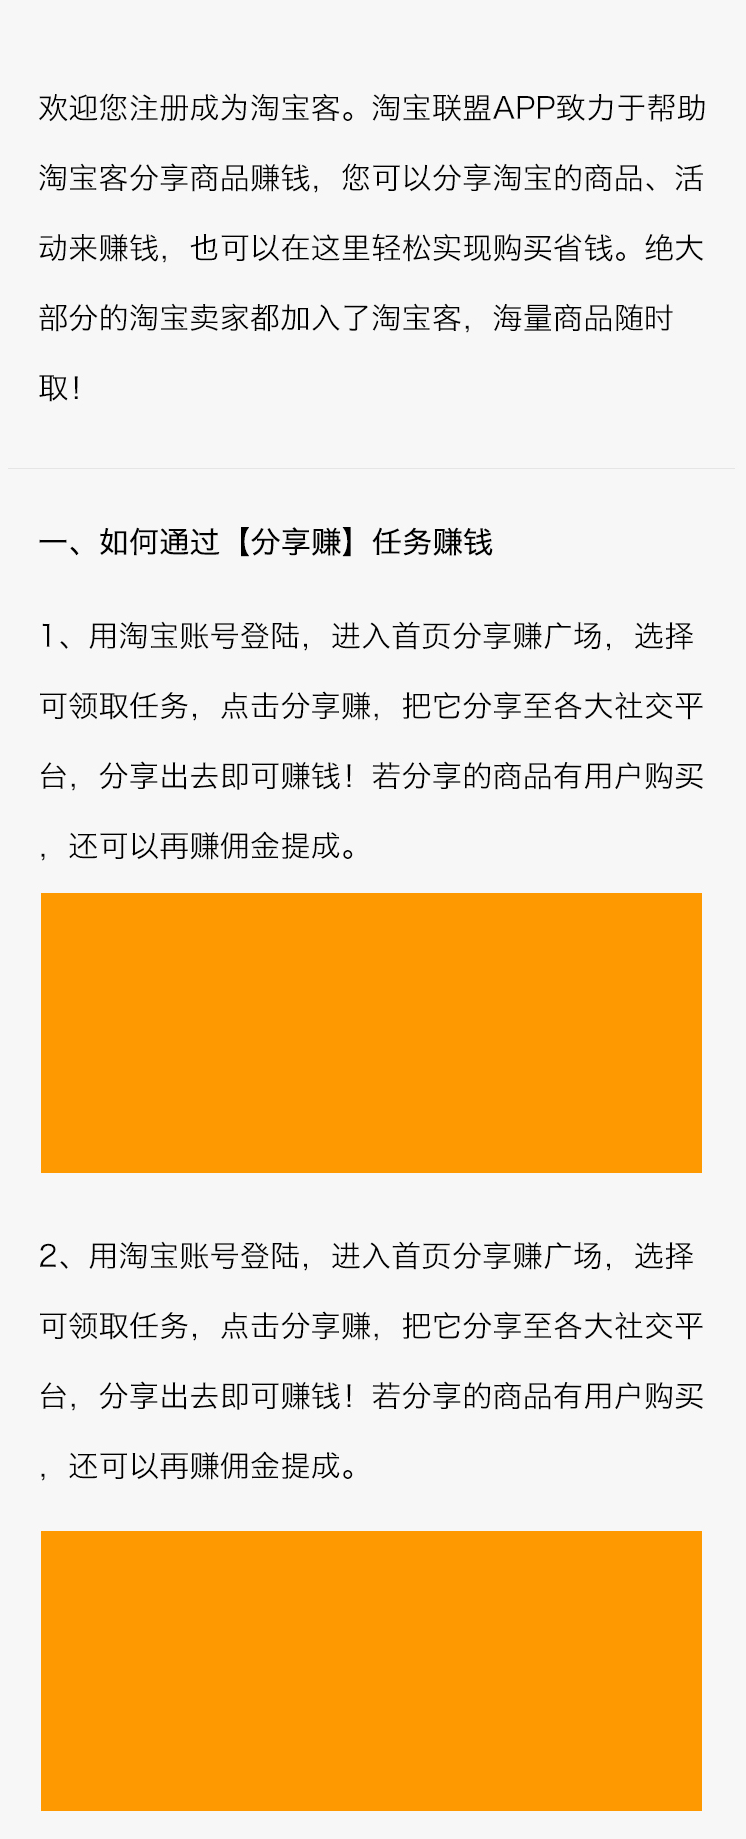 欢迎您注册成为淘宝客。淘宝联盟APP致力于帮助
淘宝客分享商品赚钱，您可以分享淘宝的商品、活
动来赚钱，也可以在这里轻松实现购买省钱。绝大
部分的淘宝卖家都加入了淘宝客，海量商品随时
取！
一、如何通过【分享赚】任务赚钱
1、用淘宝账号登陆，进入首页分享赚广场，选择
可领取任务，点击分享赚，把它分享至各大社交平
台，分享出去即可赚钱！若分享的商品有用户购买
，还可以再赚佣金提成。
2、用淘宝账号登陆，进入首页分享赚广场，选择
可领取任务，点击分享赚，把它分享至各大社交平
台，分享出去即可赚钱！若分享的商品有用户购买
，还可以再赚佣金提成。